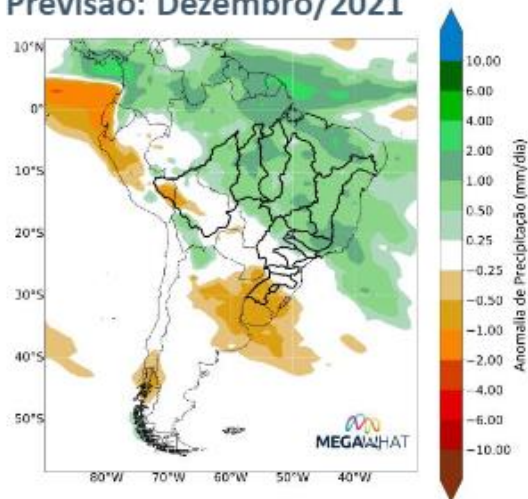 Previsão: Dezembro/2021
10°N
0°
10°S
20°S
30°S
40°S
50°S
80°W 70°W 60°W 50°W 40°W
MEGAWHAT
10.00
6.00
4.00
2.00
1.00
0.50
0.25
−0.25
−0.50
−1.00
−2.00
−4.00
−6.00
−10.00
Anomalia de Precipitação (mm/dia)